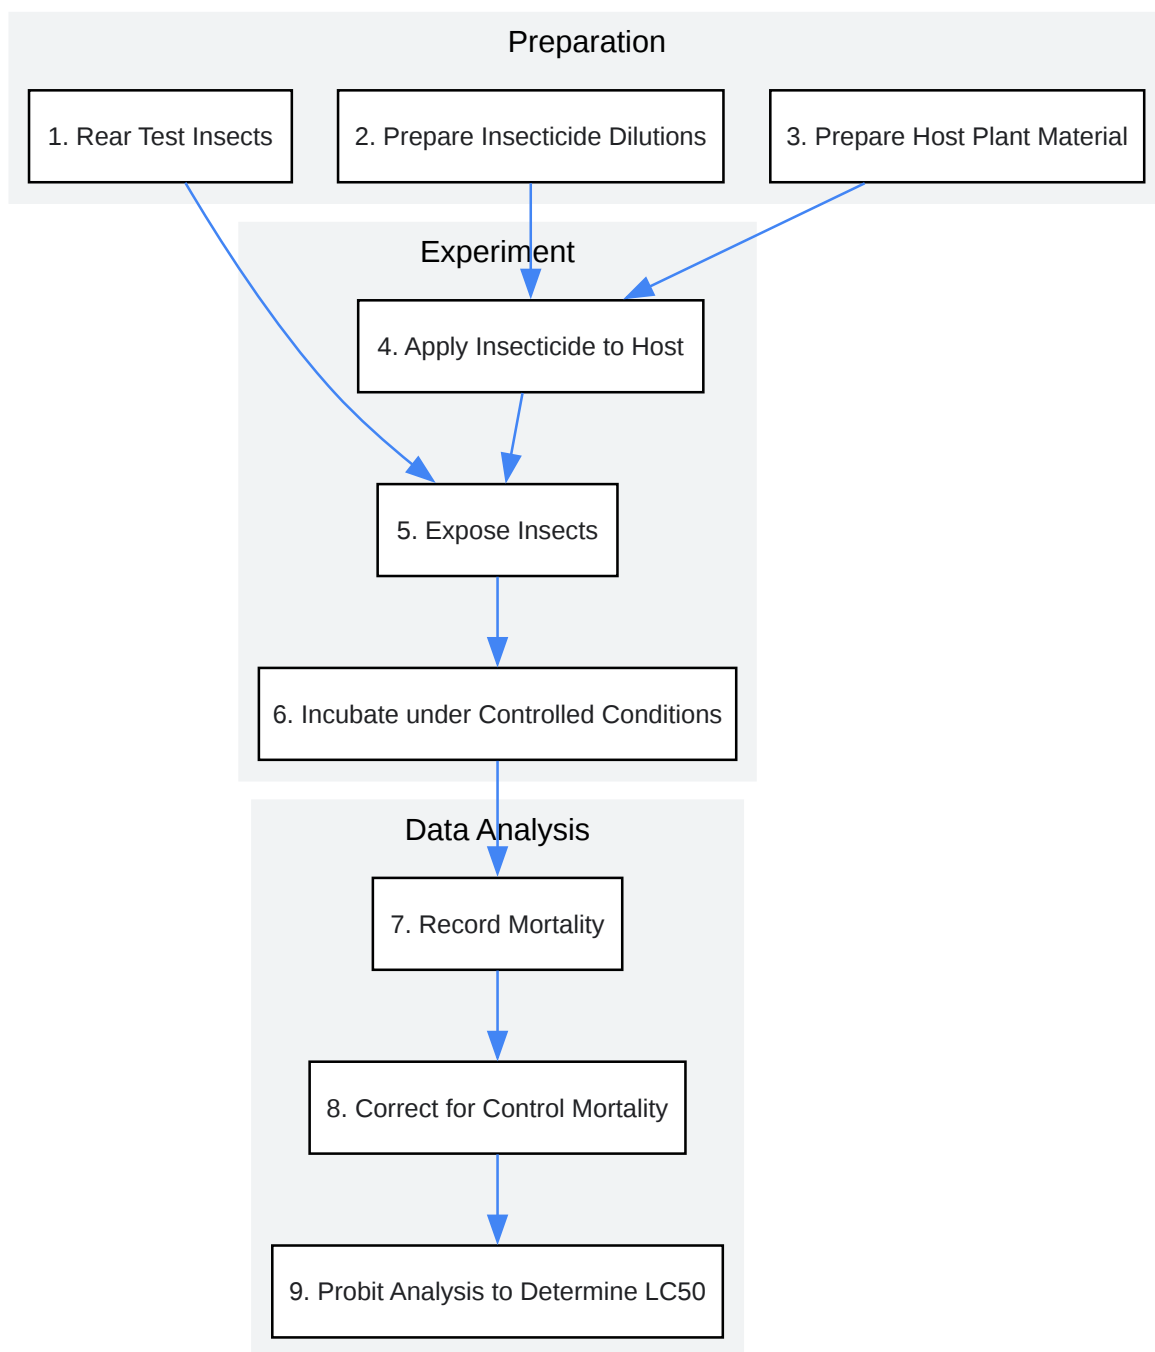 Preparation
1. Rear Test Insects
2. Prepare Insecticide Dilutions
3. Prepare Host Plant Material
Experiment
4. Apply Insecticide to Host
5. Expose Insects
6. Incubate under Controlled Conditions
Data Analysis
7. Record Mortality
8. Correct for Control Mortality
9. Probit Analysis to Determine LC50